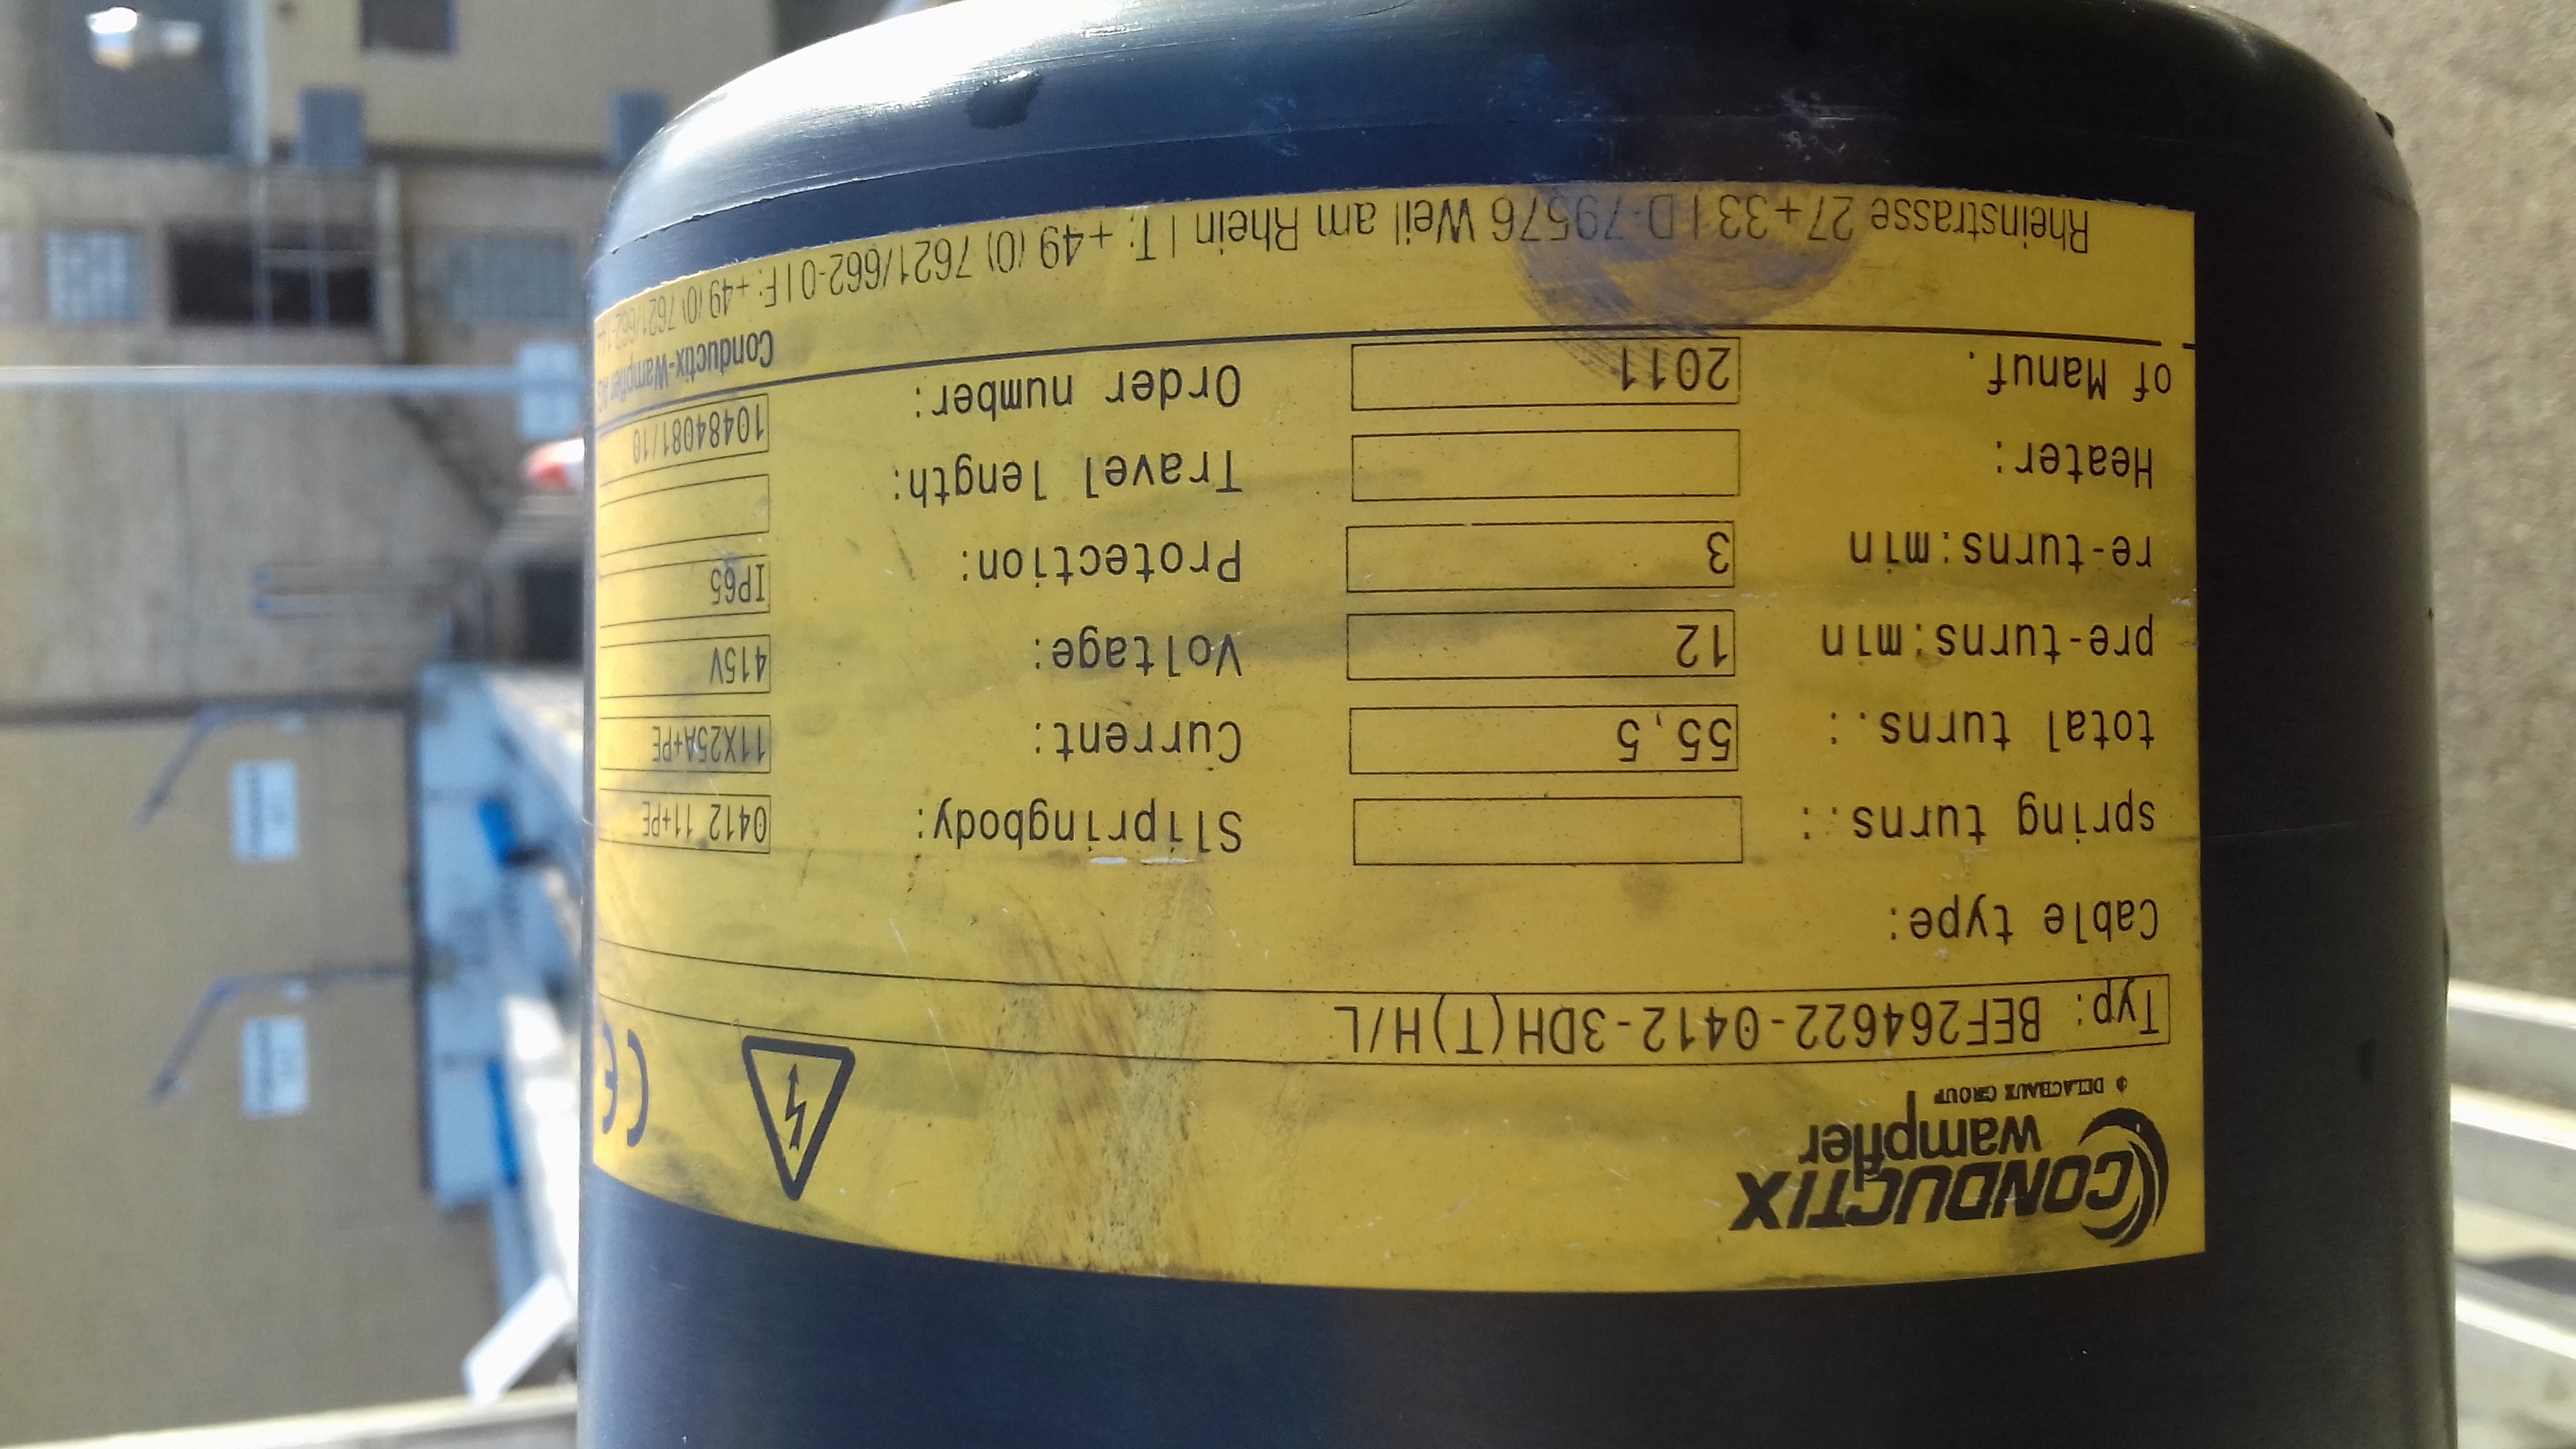 CONDUCTIX
wampfler
DELACHAUX GROUP
CE
Typ: BEF264622-0412-3DH(T)H/L
Cable type:
spring turns.: Slipringbody: 0412 11+PE
total turns.: 55,5 Current: 11X25A+PE
pre-turns:min 12 Voltage: 415V
re-turns:min 3 Protection: IP65
Heater: Travel length:
of Manuf. 2011 Order number: 10484081/10
Conductix-Wampfler AG
Rheinstrasse 27+33 | D-79576 Weil am Rhein | T: +49 (0) 7621/662-0 | F: +49 (0) 7621/662-14